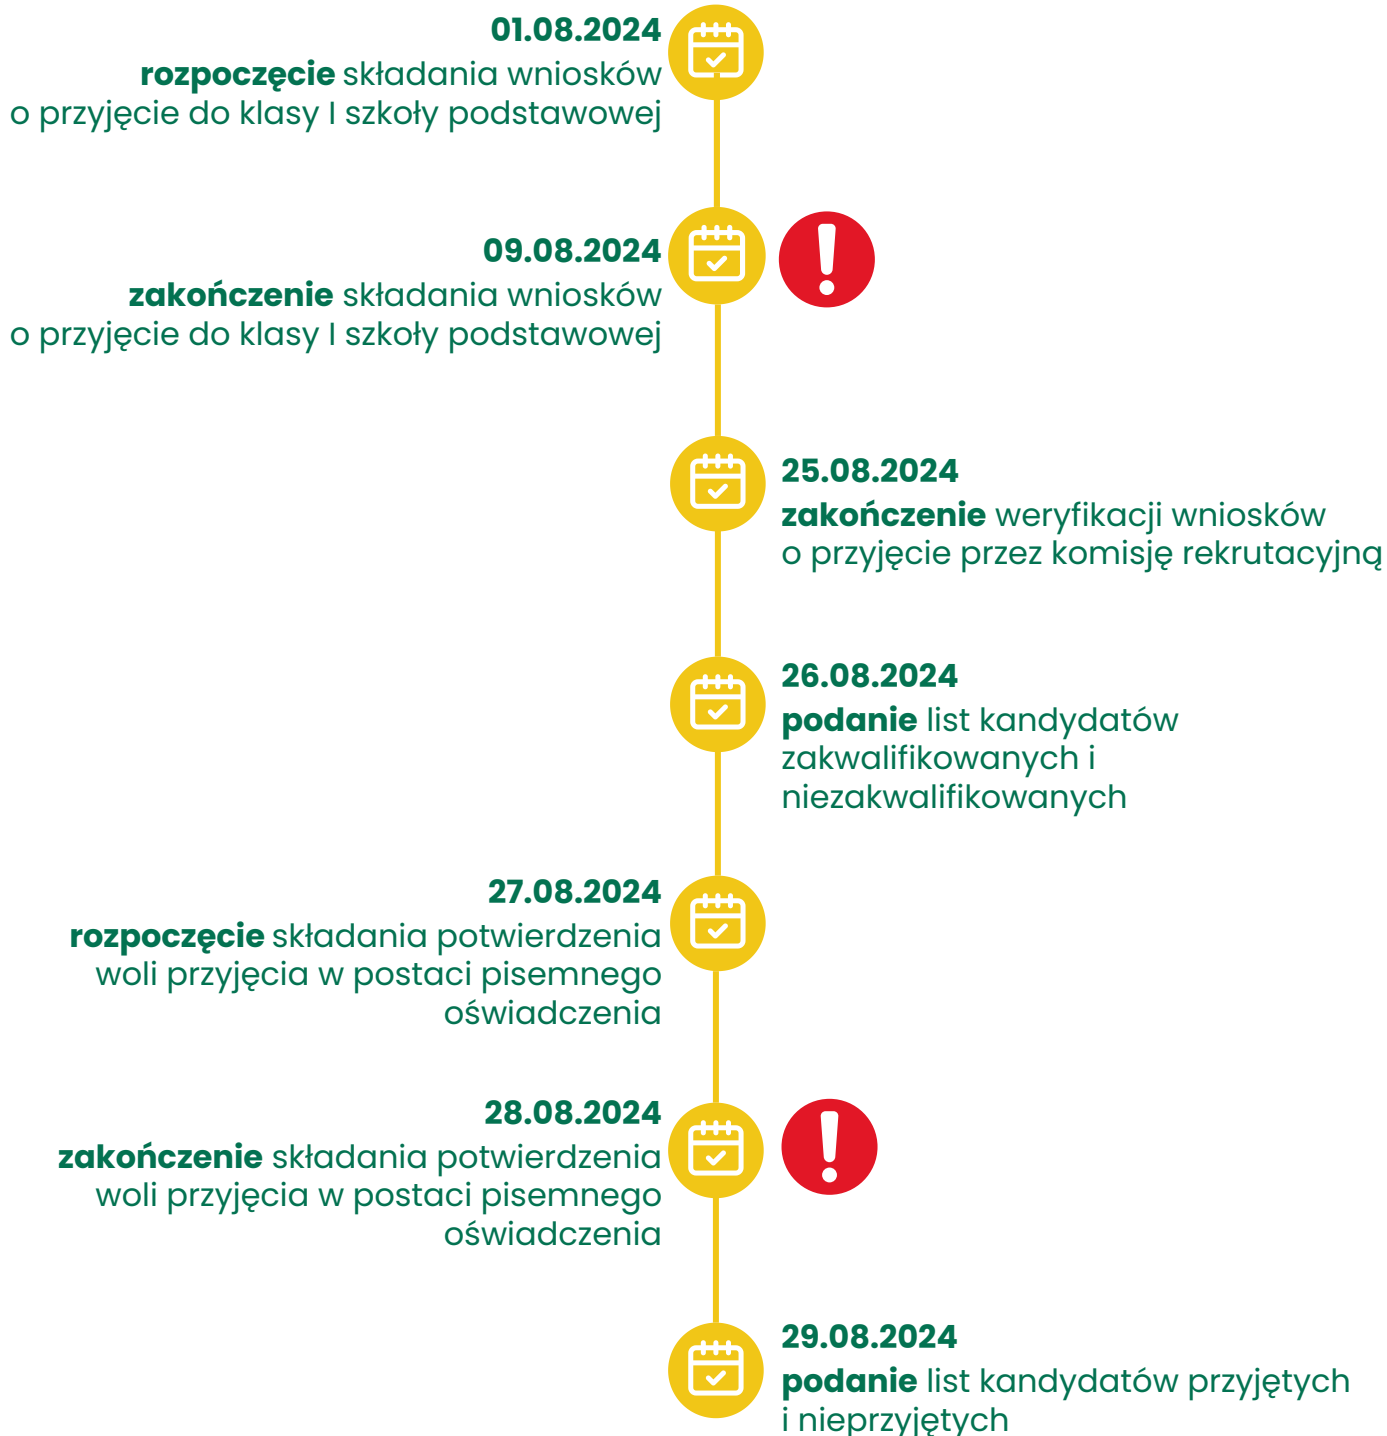 01.08.2024
rozpoczęcie składania wniosków
o przyjęcie do klasy I szkoły podstawowej
09.08.2024
zakończenie składania wniosków
o przyjęcie do klasy I szkoły podstawowej
25.08.2024
zakończenie weryfikacji wniosków
o przyjęcie przez komisję rekrutacyjną
26.08.2024
podanie list kandydatów
zakwalifikowanych i
niezakwalifikowanych
27.08.2024
rozpoczęcie składania potwierdzenia
woli przyjęcia w postaci pisemnego
oświadczenia
28.08.2024
zakończenie składania potwierdzenia
woli przyjęcia w postaci pisemnego
oświadczenia
29.08.2024
podanie list kandydatów przyjętych
i nieprzyjętych